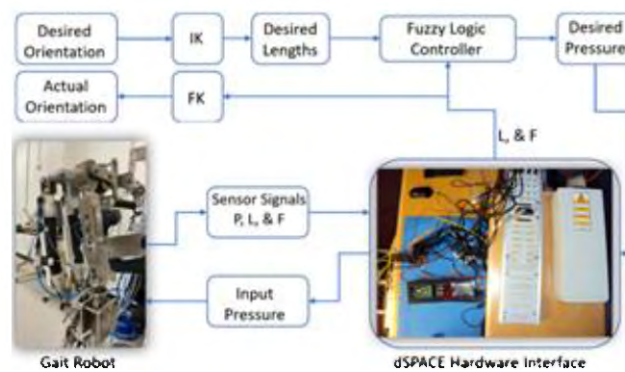 Desired
Orientation
IK
Desired
Lengths
Fuzzy Logic
Controller
Desired
Pressure
Actual
Orientation
FK
L, & F
Sensor Signals
P, L, & F
Input
Pressure
Gait Robot
dSPACE Hardware Interface